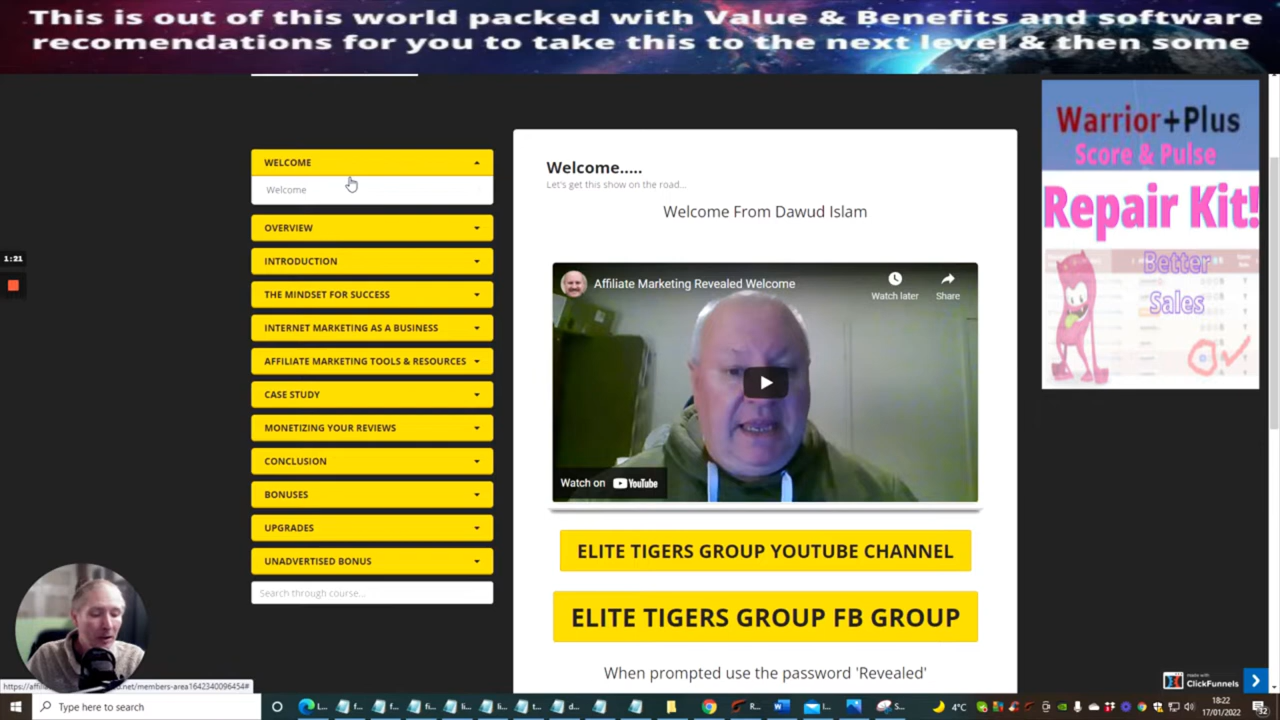 This is out of this world packed with Value & Benefits and software
recomendations for you to take this to the next level & then some
WELCOME
Welcome
OVERVIEW
INTRODUCTION
THE MINDSET FOR SUCCESS
INTERNET MARKETING AS A BUSINESS
AFFILIATE MARKETING TOOLS & RESOURCES
CASE STUDY
MONETIZING YOUR REVIEWS
CONCLUSION
BONUSES
UPGRADES
UNADVERTISED BONUS
Search through course...
Welcome.....
Let's get this show on the road...
Welcome From Dawud Islam
Affiliate Marketing Revealed Welcome
Watch later
Share
Watch on YouTube
ELITE TIGERS GROUP YOUTUBE CHANNEL
ELITE TIGERS GROUP FB GROUP
When prompted use the password 'Revealed'
Warrior+Plus
Score & Pulse
Repair Kit!
Better
Sales
1:21
made with
ClickFunnels
Type here to search
4°C
18:22
17/01/2022
32